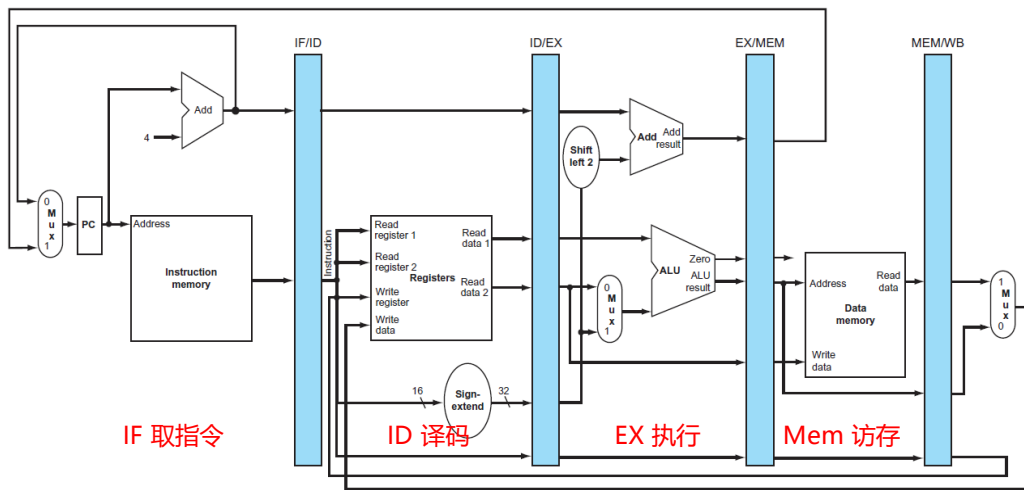 IF/ID
ID/EX
EX/MEM
MEM/WB
Add
4
0
M
u
x
1
PC
Address
Instruction
memory
Instruction
Read
register 1
Read
register 2
Registers
Write
register
Write
data
Read
data 1
Read
data 2
16
Sign-
extend
32
Shift
left 2
Add
Add
result
0
M
u
x
1
ALU
Zero
ALU
result
Address
Read
data
Data
memory
Write
data
1
M
u
x
0
IF 取指令
ID 译码
EX 执行
Mem 访存